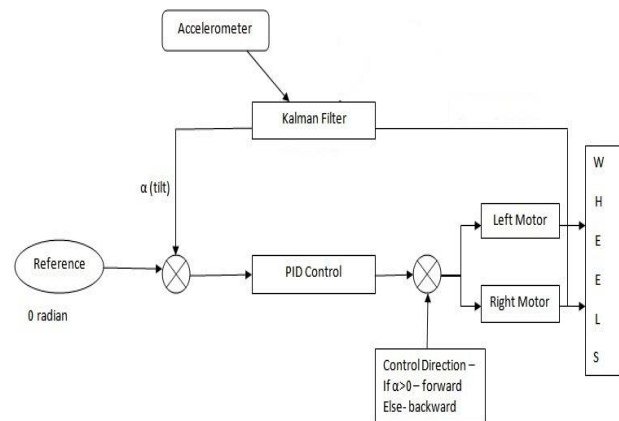 Accelerometer
Kalman Filter
α (tilt)
W
H
E
E
L
S
Left Motor
Reference
PID Control
Right Motor
0 radian
Control Direction –
If α>0 – forward
Else- backward